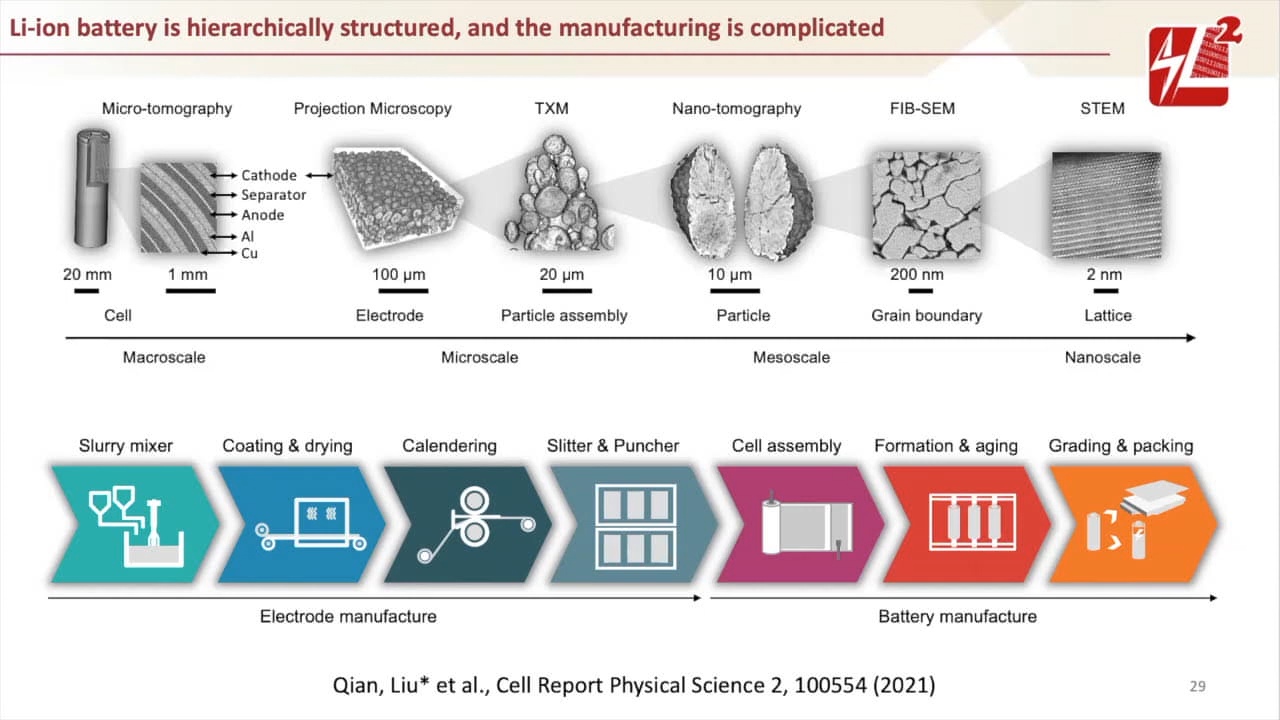 Li-ion battery is hierarchically structured, and the manufacturing is complicated
Micro-tomography
Projection Microscopy
TXM
Nano-tomography
FIB-SEM
STEM
Cathode
Separator
Anode
Al
Cu
20 mm
1 mm
100 µm
20 µm
10 µm
200 nm
2 nm
Cell
Electrode
Particle assembly
Particle
Grain boundary
Lattice
Macroscale
Microscale
Mesoscale
Nanoscale
Slurry mixer
Coating & drying
Calendering
Slitter & Puncher
Cell assembly
Formation & aging
Grading & packing
Electrode manufacture
Battery manufacture
Qian, Liu* et al., Cell Report Physical Science 2, 100554 (2021)
29